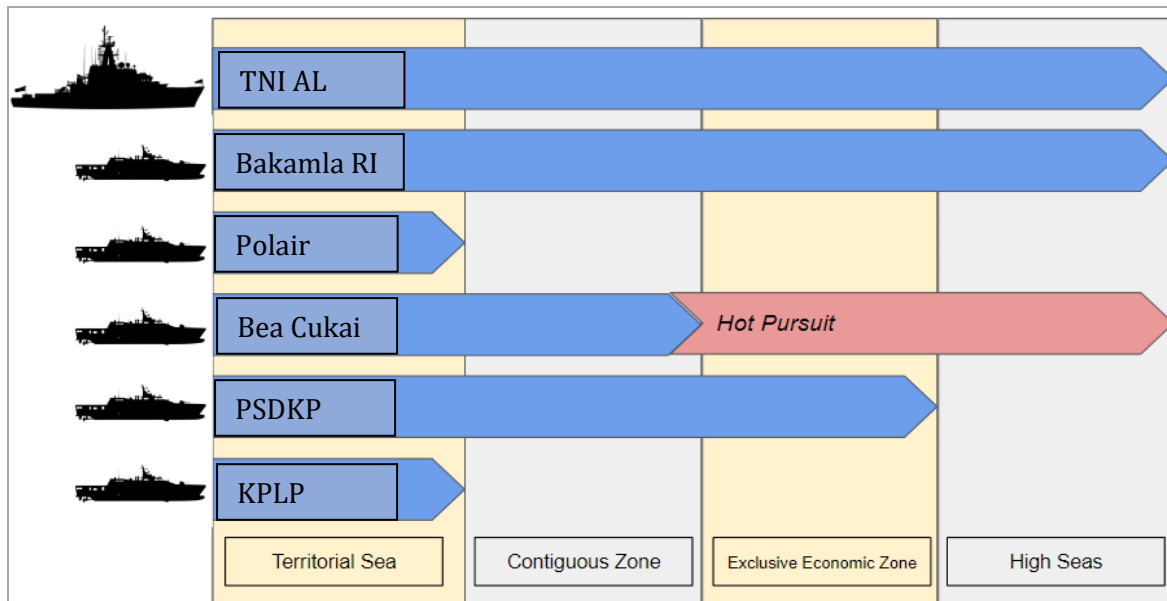 TNI AL
Bakamla RI
Polair
Bea Cukai
Hot Pursuit
PSDKP
KPLP
Territorial Sea
Contiguous Zone
Exclusive Economic Zone
High Seas